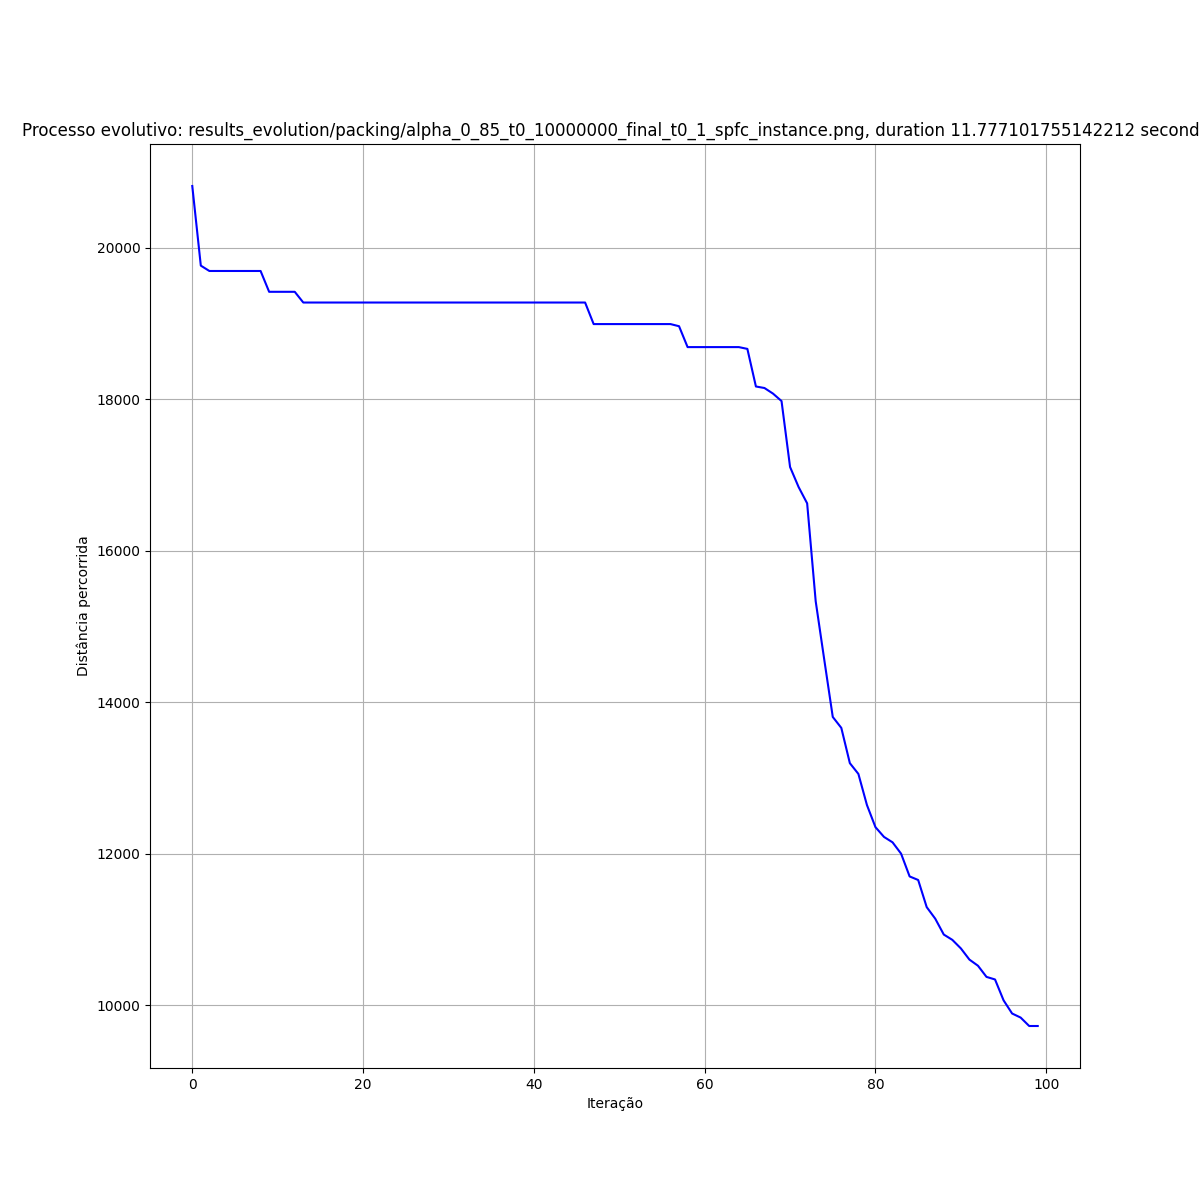 Processo evolutivo: results_evolution/packing/alpha_0_85_t0_10000000_final_t0_1_spfc_instance.png, duration 11.777101755142212 second
20000
18000
16000
14000
12000
10000
Distância percorrida
0 20 40 60 80 100
Iteração